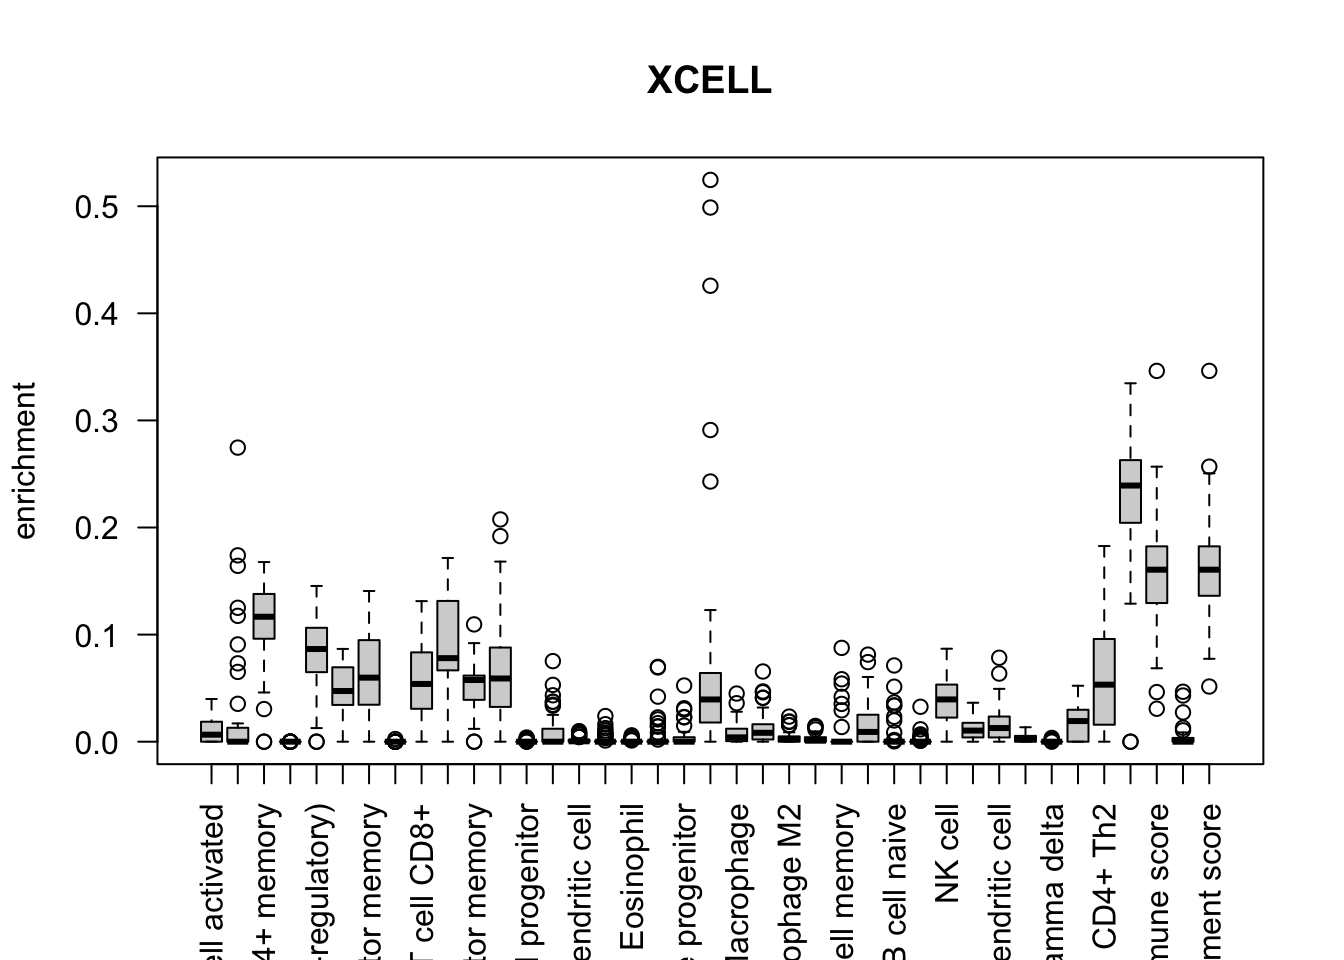 XCELL
enrichment
0.5
0.4
0.3
0.2
0.1
0.0
ell activated
4+ memory
-regulatory)
tor memory
T cell CD8+
tor memory
progenitor
endritic cell
Eosinophil
progenitor
acrophage
ophage M2
ell memory
B cell naive
NK cell
endritic cell
amma delta
CD4+ Th2
mune score
ment score